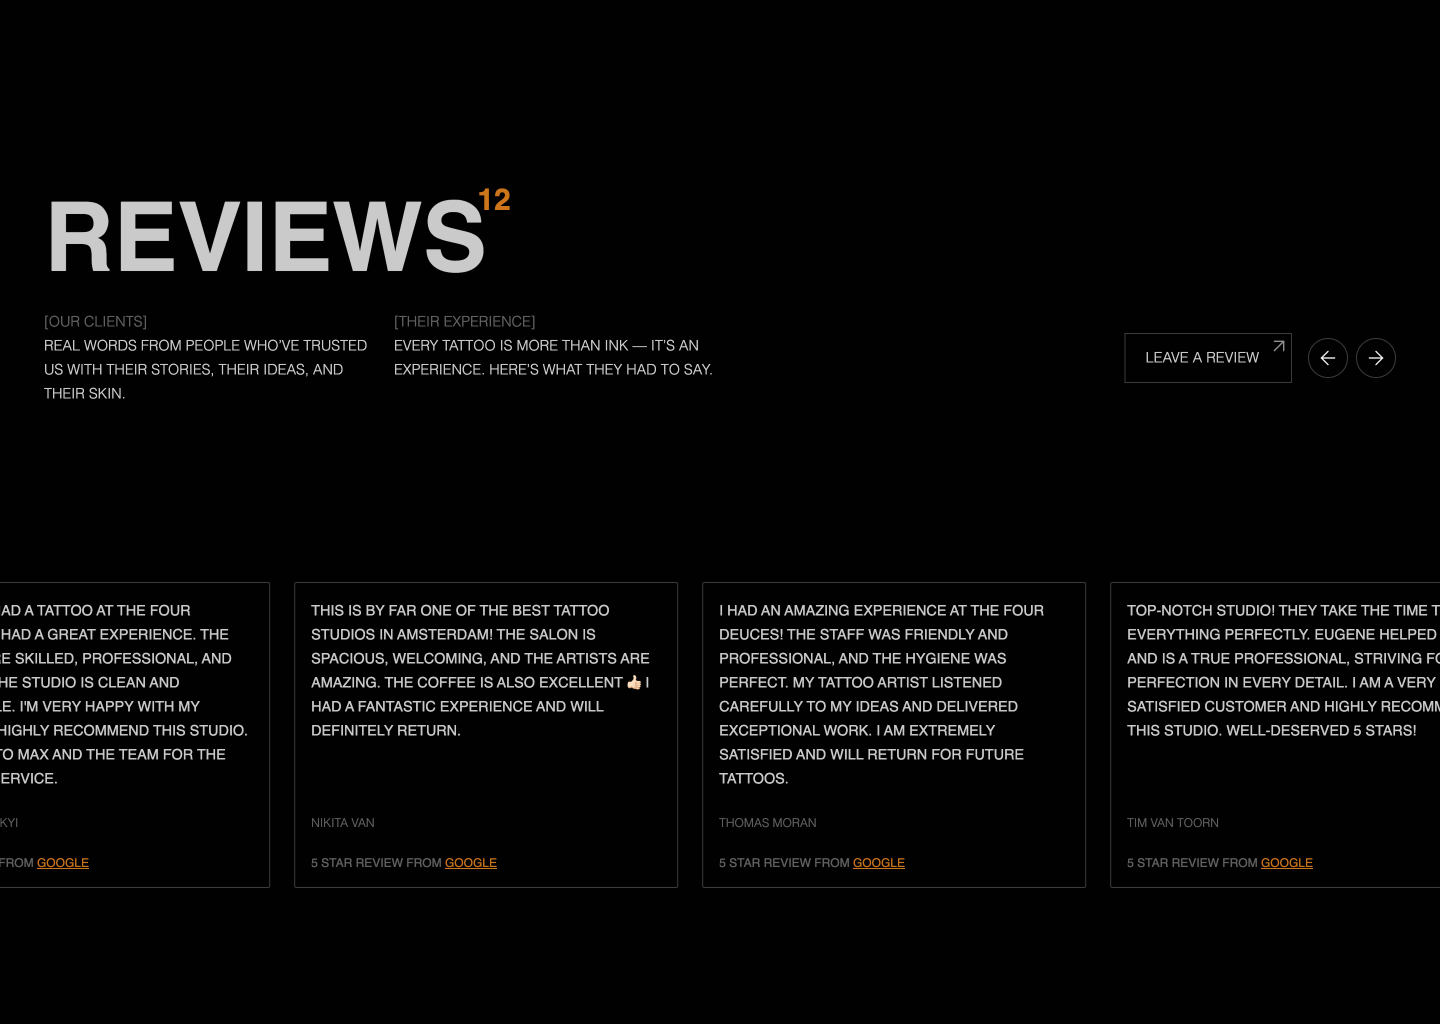 REVIEWS
12
[OUR CLIENTS]
REAL WORDS FROM PEOPLE WHO'VE TRUSTED
US WITH THEIR STORIES, THEIR IDEAS, AND
THEIR SKIN.
[THEIR EXPERIENCE]
EVERY TATTOO IS MORE THAN INK — IT'S AN
EXPERIENCE. HERE'S WHAT THEY HAD TO SAY.
LEAVE A REVIEW
A TATTOO AT THE FOUR
HAD A GREAT EXPERIENCE. THE
SKILLED, PROFESSIONAL, AND
STUDIO IS CLEAN AND
I'M VERY HAPPY WITH MY
HIGHLY RECOMMEND THIS STUDIO.
TO MAX AND THE TEAM FOR THE
FROM GOOGLE
THIS IS BY FAR ONE OF THE BEST TATTOO
STUDIOS IN AMSTERDAM! THE SALON IS
SPACIOUS, WELCOMING, AND THE ARTISTS ARE
AMAZING. THE COFFEE IS ALSO EXCELLENT 👍🏻 I
HAD A FANTASTIC EXPERIENCE AND WILL
DEFINITELY RETURN.
NIKITA VAN
5 STAR REVIEW FROM GOOGLE
I HAD AN AMAZING EXPERIENCE AT THE FOUR
DEUCES! THE STAFF WAS FRIENDLY AND
PROFESSIONAL, AND THE HYGIENE WAS
PERFECT. MY TATTOO ARTIST LISTENED
CAREFULLY TO MY IDEAS AND DELIVERED
EXCEPTIONAL WORK. I AM EXTREMELY
SATISFIED AND WILL RETURN FOR FUTURE
TATTOOS.
THOMAS MORAN
5 STAR REVIEW FROM GOOGLE
TOP-NOTCH STUDIO! THEY TAKE THE TIME
EVERYTHING PERFECTLY. EUGENE HELPED
AND IS A TRUE PROFESSIONAL, STRIVING
PERFECTION IN EVERY DETAIL. I AM A VERY
SATISFIED CUSTOMER AND HIGHLY
THIS STUDIO. WELL-DESERVED 5 STARS!
TIM VAN TOORN
5 STAR REVIEW FROM GOOGLE